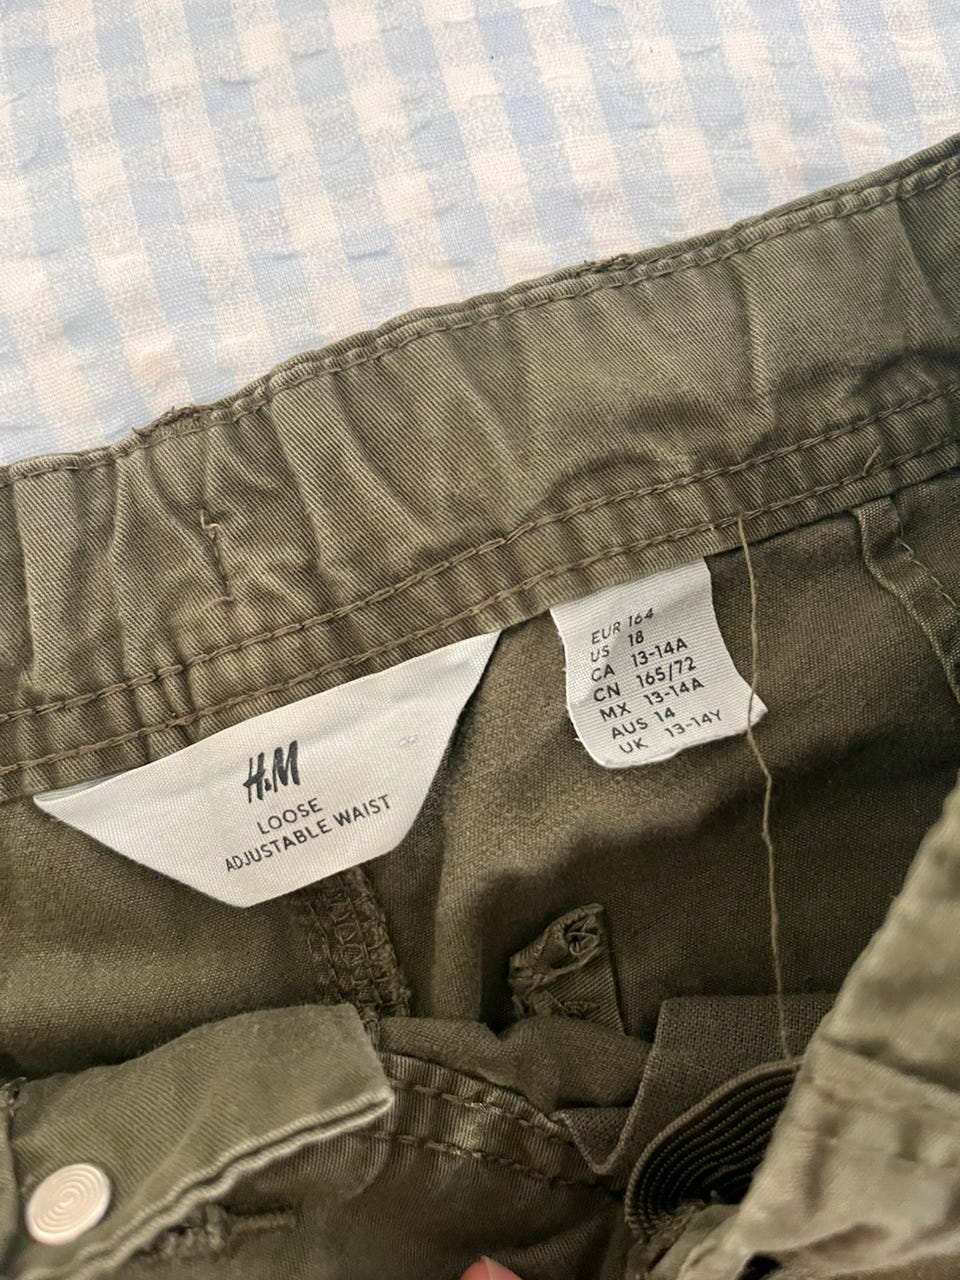 H&M
LOOSE
ADJUSTABLE WAIST
EUR 164
US 18
CA 13-14A
CN 165/72
MX 13-14A
AUS 14
UK 13-14Y